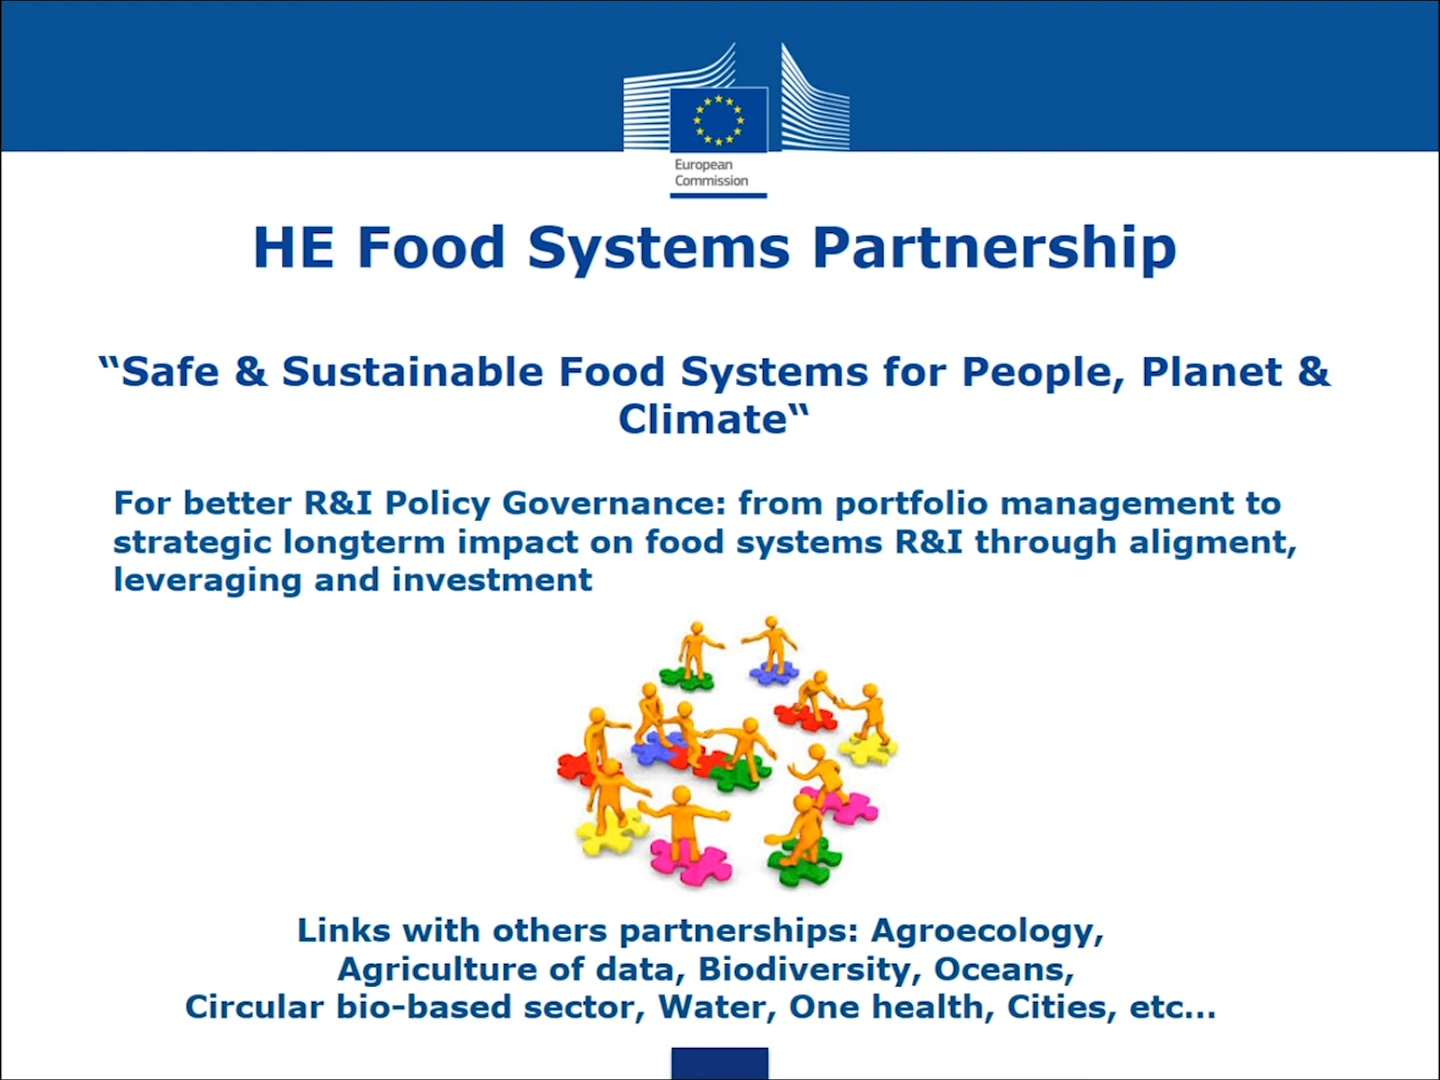 European
Commission
HE Food Systems Partnership
“Safe & Sustainable Food Systems for People, Planet &
Climate“
For better R&I Policy Governance: from portfolio management to
strategic longterm impact on food systems R&I through aligment,
leveraging and investment
Links with others partnerships: Agroecology,
Agriculture of data, Biodiversity, Oceans,
Circular bio-based sector, Water, One health, Cities, etc...